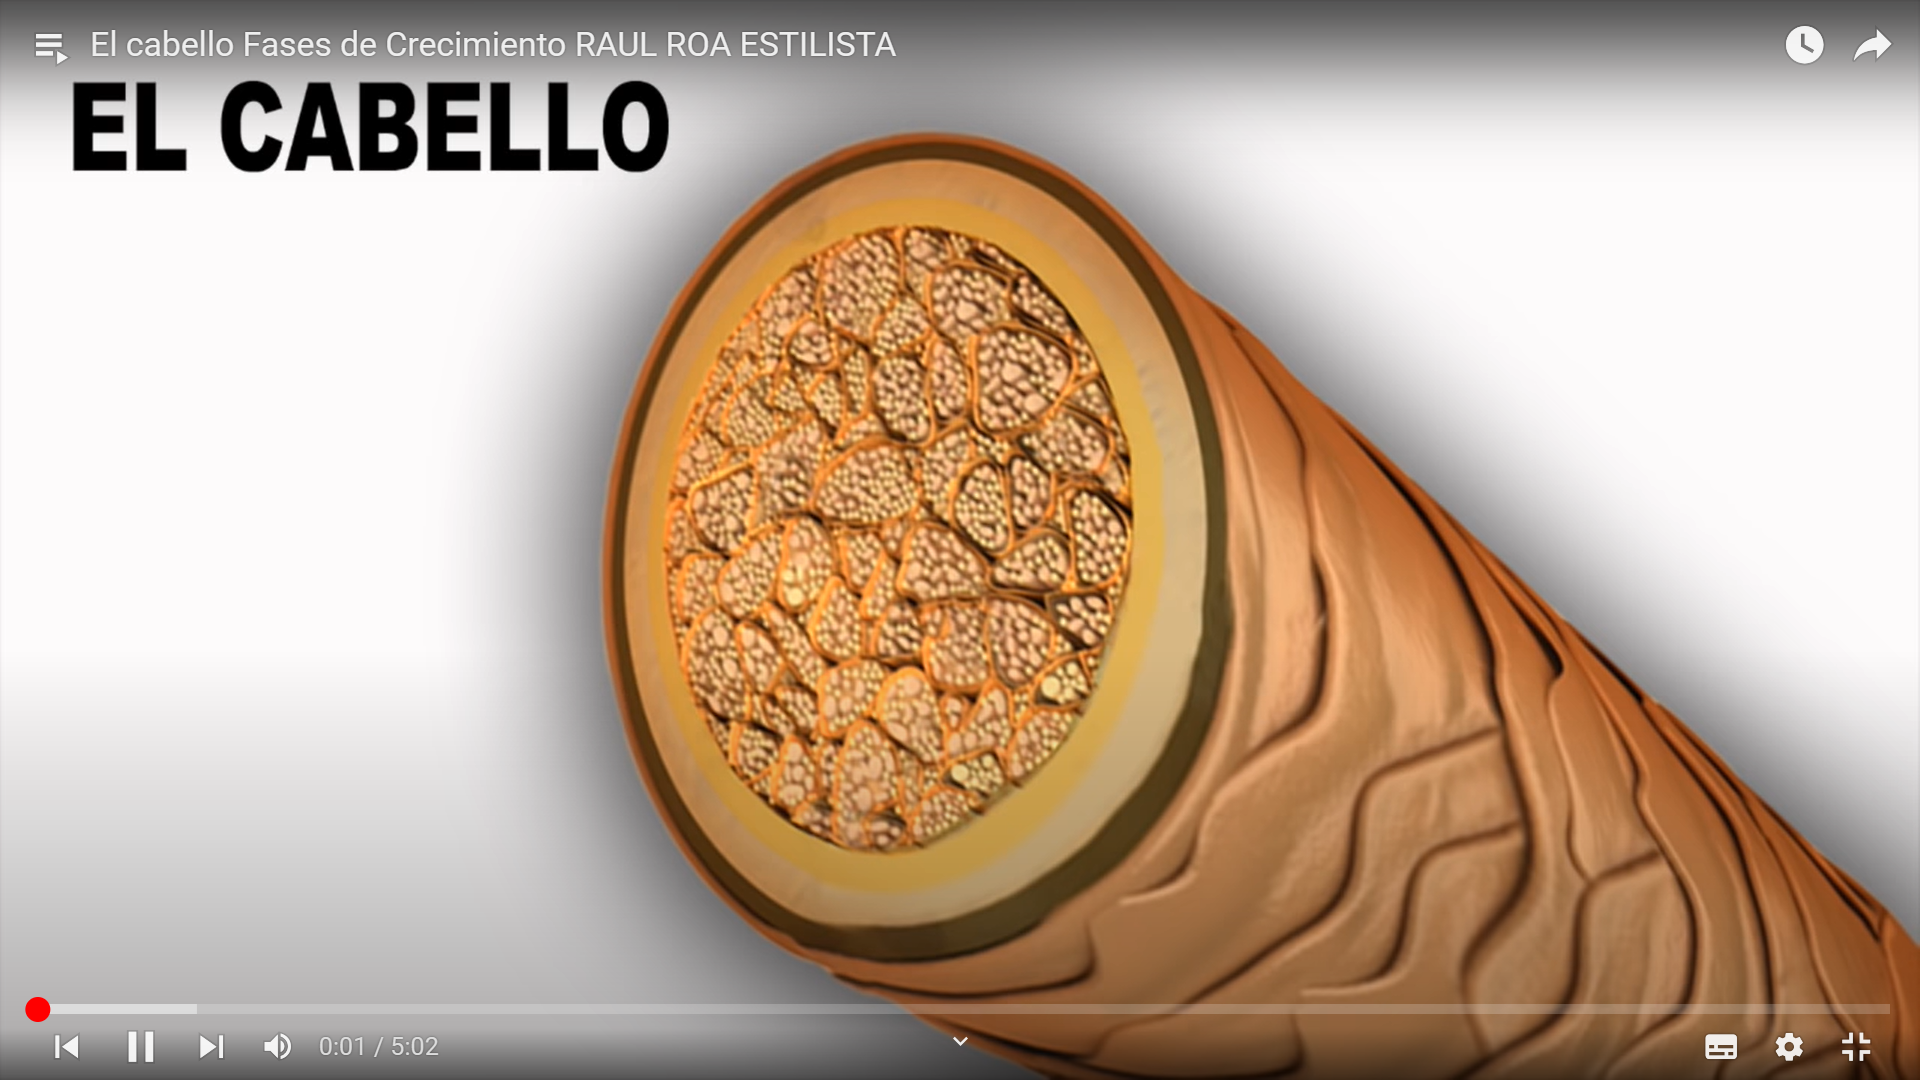 El cabello Fases de Crecimiento RAUL ROA ESTILISTA
EL CABELLO
0:01 / 5:02